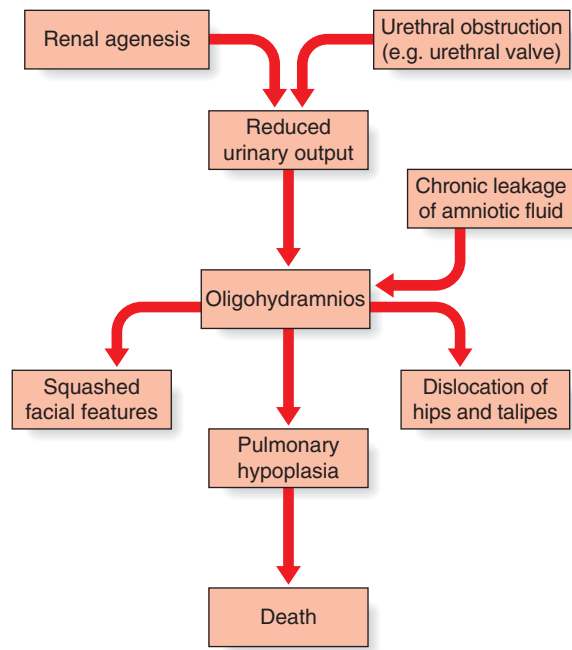 Renal agenesis
Urethral obstruction
(e.g. urethral valve)
Reduced
urinary output
Chronic leakage
of amniotic fluid
Oligohydramnios
Squashed
facial features
Dislocation of
hips and talipes
Pulmonary
hypoplasia
Death